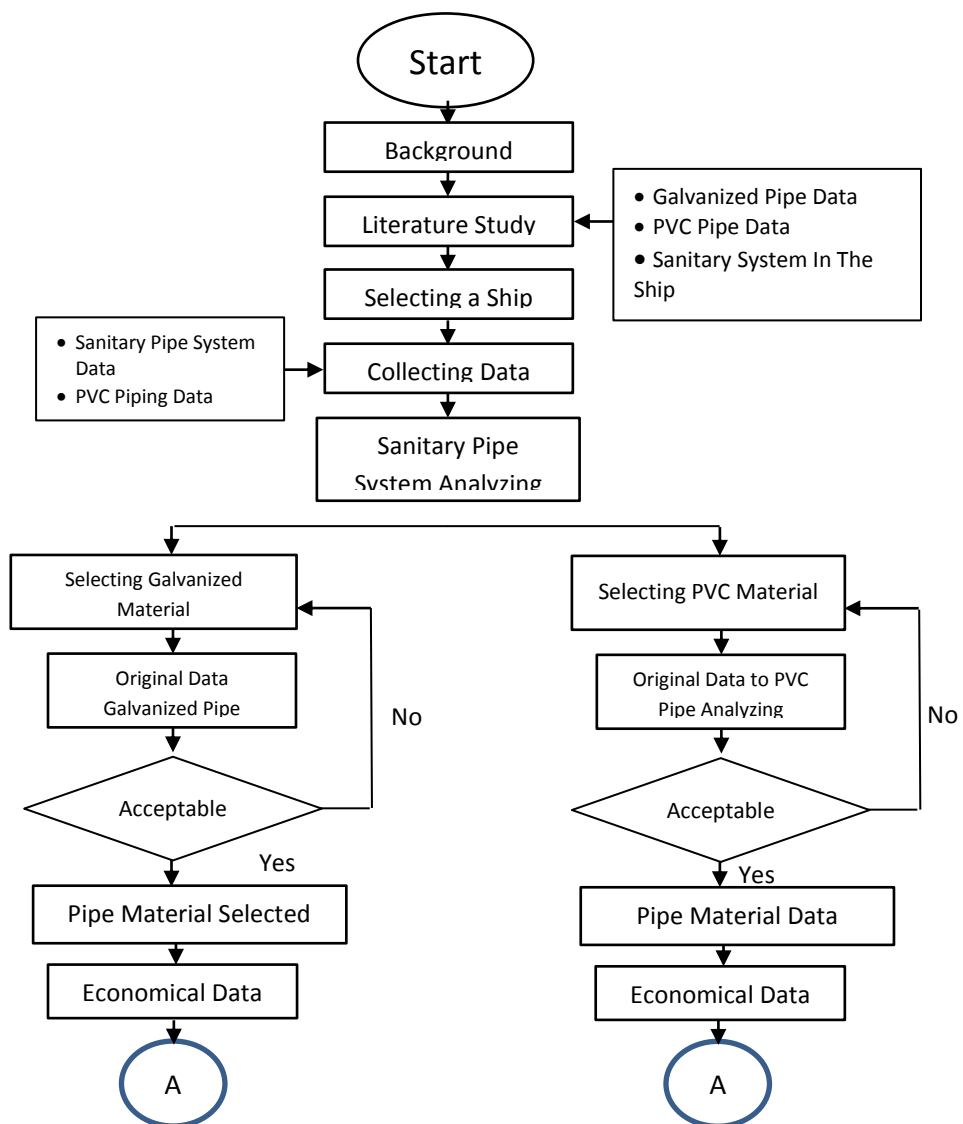 Start
Background
Literature Study
• Galvanized Pipe Data
• PVC Pipe Data
• Sanitary System In The
Ship
Selecting a Ship
• Sanitary Pipe System
Data
• PVC Piping Data
Collecting Data
Sanitary Pipe
System Analyzing
Selecting Galvanized
Material
Original Data
Galvanized Pipe
No
Acceptable
Yes
Pipe Material Selected
Economical Data
A
Selecting PVC Material
Original Data to PVC
Pipe Analyzing
No
Acceptable
Yes
Pipe Material Data
Economical Data
A